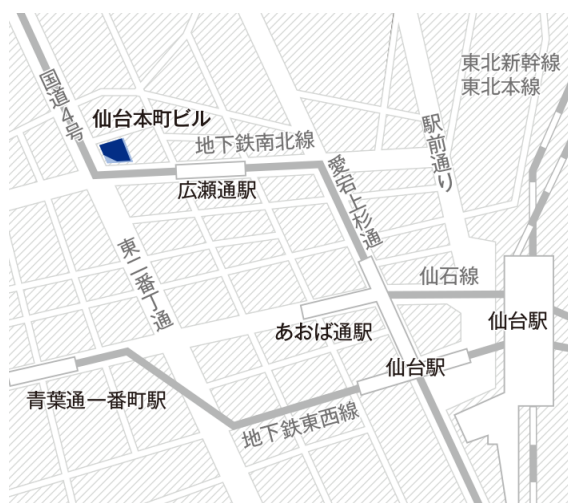 東北新幹線
東北本線
国道4号
仙台本町ビル
地下鉄南北線
駅前通り
愛宕上杉通
広瀬通駅
東二番丁通
仙石線
仙台駅
あおば通駅
仙台駅
青葉通一番町駅
地下鉄東西線